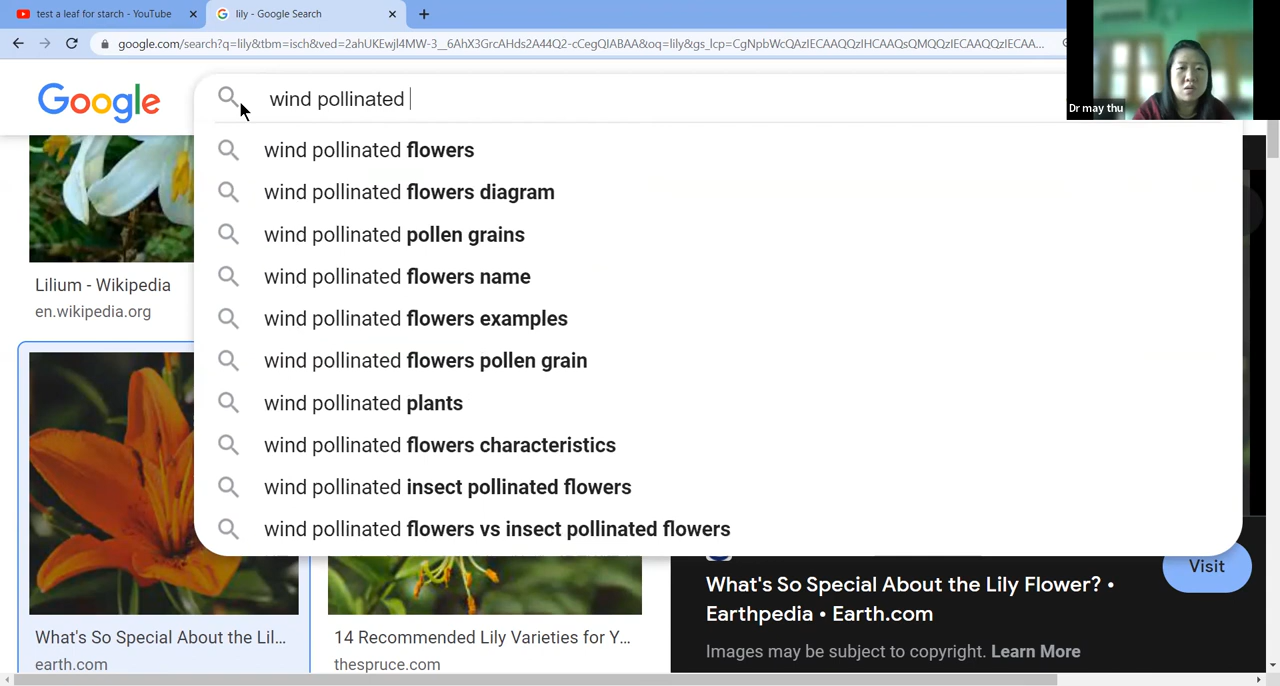 test a leaf for starch - YouTube
lily - Google Search
google.com/search?q=lily&tbm=isch&ved=2ahUKEwjl4MW-3__6AhX3GrcAHds2A44Q2-cCegQIABAA&oq=lily&gs_lcp=CgNpbWcQAzIECAAQQzIHCAAQsQMQQzIECAAQQzIECAA...
Dr may thu
Google
wind pollinated
wind pollinated flowers
wind pollinated flowers diagram
wind pollinated pollen grains
wind pollinated flowers name
wind pollinated flowers examples
wind pollinated flowers pollen grain
wind pollinated plants
wind pollinated flowers characteristics
wind pollinated insect pollinated flowers
wind pollinated flowers vs insect pollinated flowers
Lilium - Wikipedia
en.wikipedia.org
What's So Special About the Lil...
earth.com
14 Recommended Lily Varieties for Y...
thespruce.com
Visit
What's So Special About the Lily Flower? •
Earthpedia • Earth.com
Images may be subject to copyright. Learn More